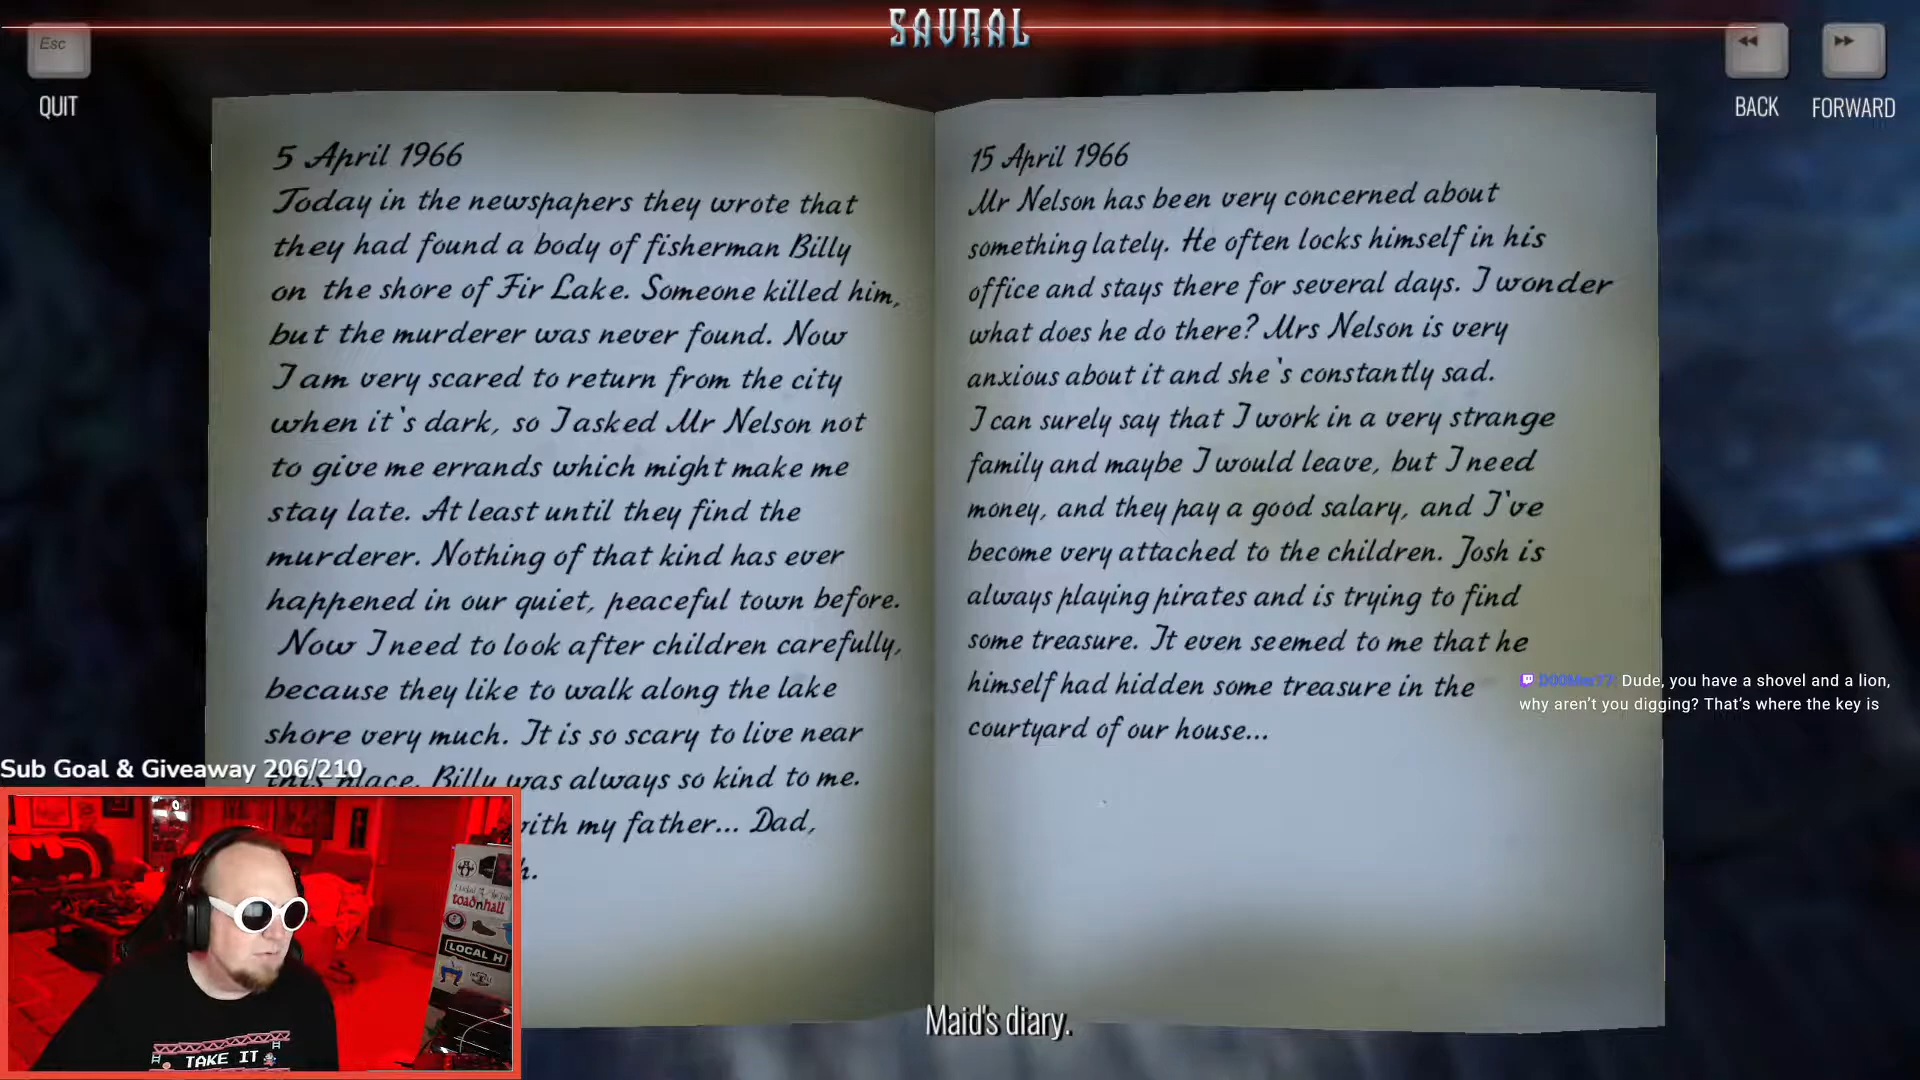 SAVRAL
Esc
QUIT
BACK
FORWARD
5 April 1966
Today in the newspapers they wrote that
they had found a body of fisherman Billy
on the shore of Fir Lake. Someone killed him,
but the murderer was never found. Now
I am very scared to return from the city
when it's dark, so I asked Mr Nelson not
to give me errands which might make me
stay late. At least until they find the
murderer. Nothing of that kind has ever
happened in our quiet, peaceful town before.
Now I need to look after children carefully,
because they like to walk along the lake
shore very much. It is so scary to live near
this place. Billy was always so kind to me.
with my father... Dad,
15 April 1966
Mr Nelson has been very concerned about
something lately. He often locks himself in his
office and stays there for several days. I wonder
what does he do there? Mrs Nelson is very
anxious about it and she's constantly sad.
I can surely say that I work in a very strange
family and maybe I would leave, but I need
money, and they pay a good salary, and I've
become very attached to the children. Josh is
always playing pirates and is trying to find
some treasure. It even seemed to me that he
himself had hidden some treasure in the
courtyard of our house...
D00Mer77: Dude, you have a shovel and a lion,
why aren't you digging? That's where the key is
Sub Goal & Giveaway 206/210
toadnhall
LOCAL H
TAKE IT
Maid's diary.